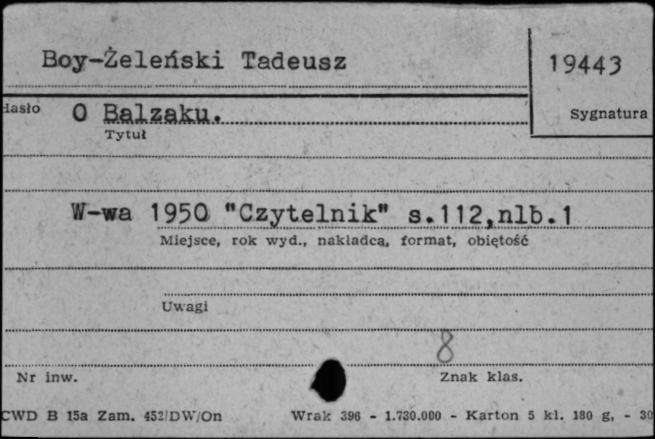 Boy-Żeleński Tadeusz
19443
Hasło
O Balzaku.
Sygnatura
Tytuł
W-wa 1950 "Czytelnik" s.112,nlb.1
Miejsce, rok wyd., nakładca, format, objętość
Uwagi
8
Nr inw.
Znak klas.
CWD B 15a Zam. 452/DW/On
Wrak 396 - 1.730.000 - Karton 5 kl. 180 g, - 30